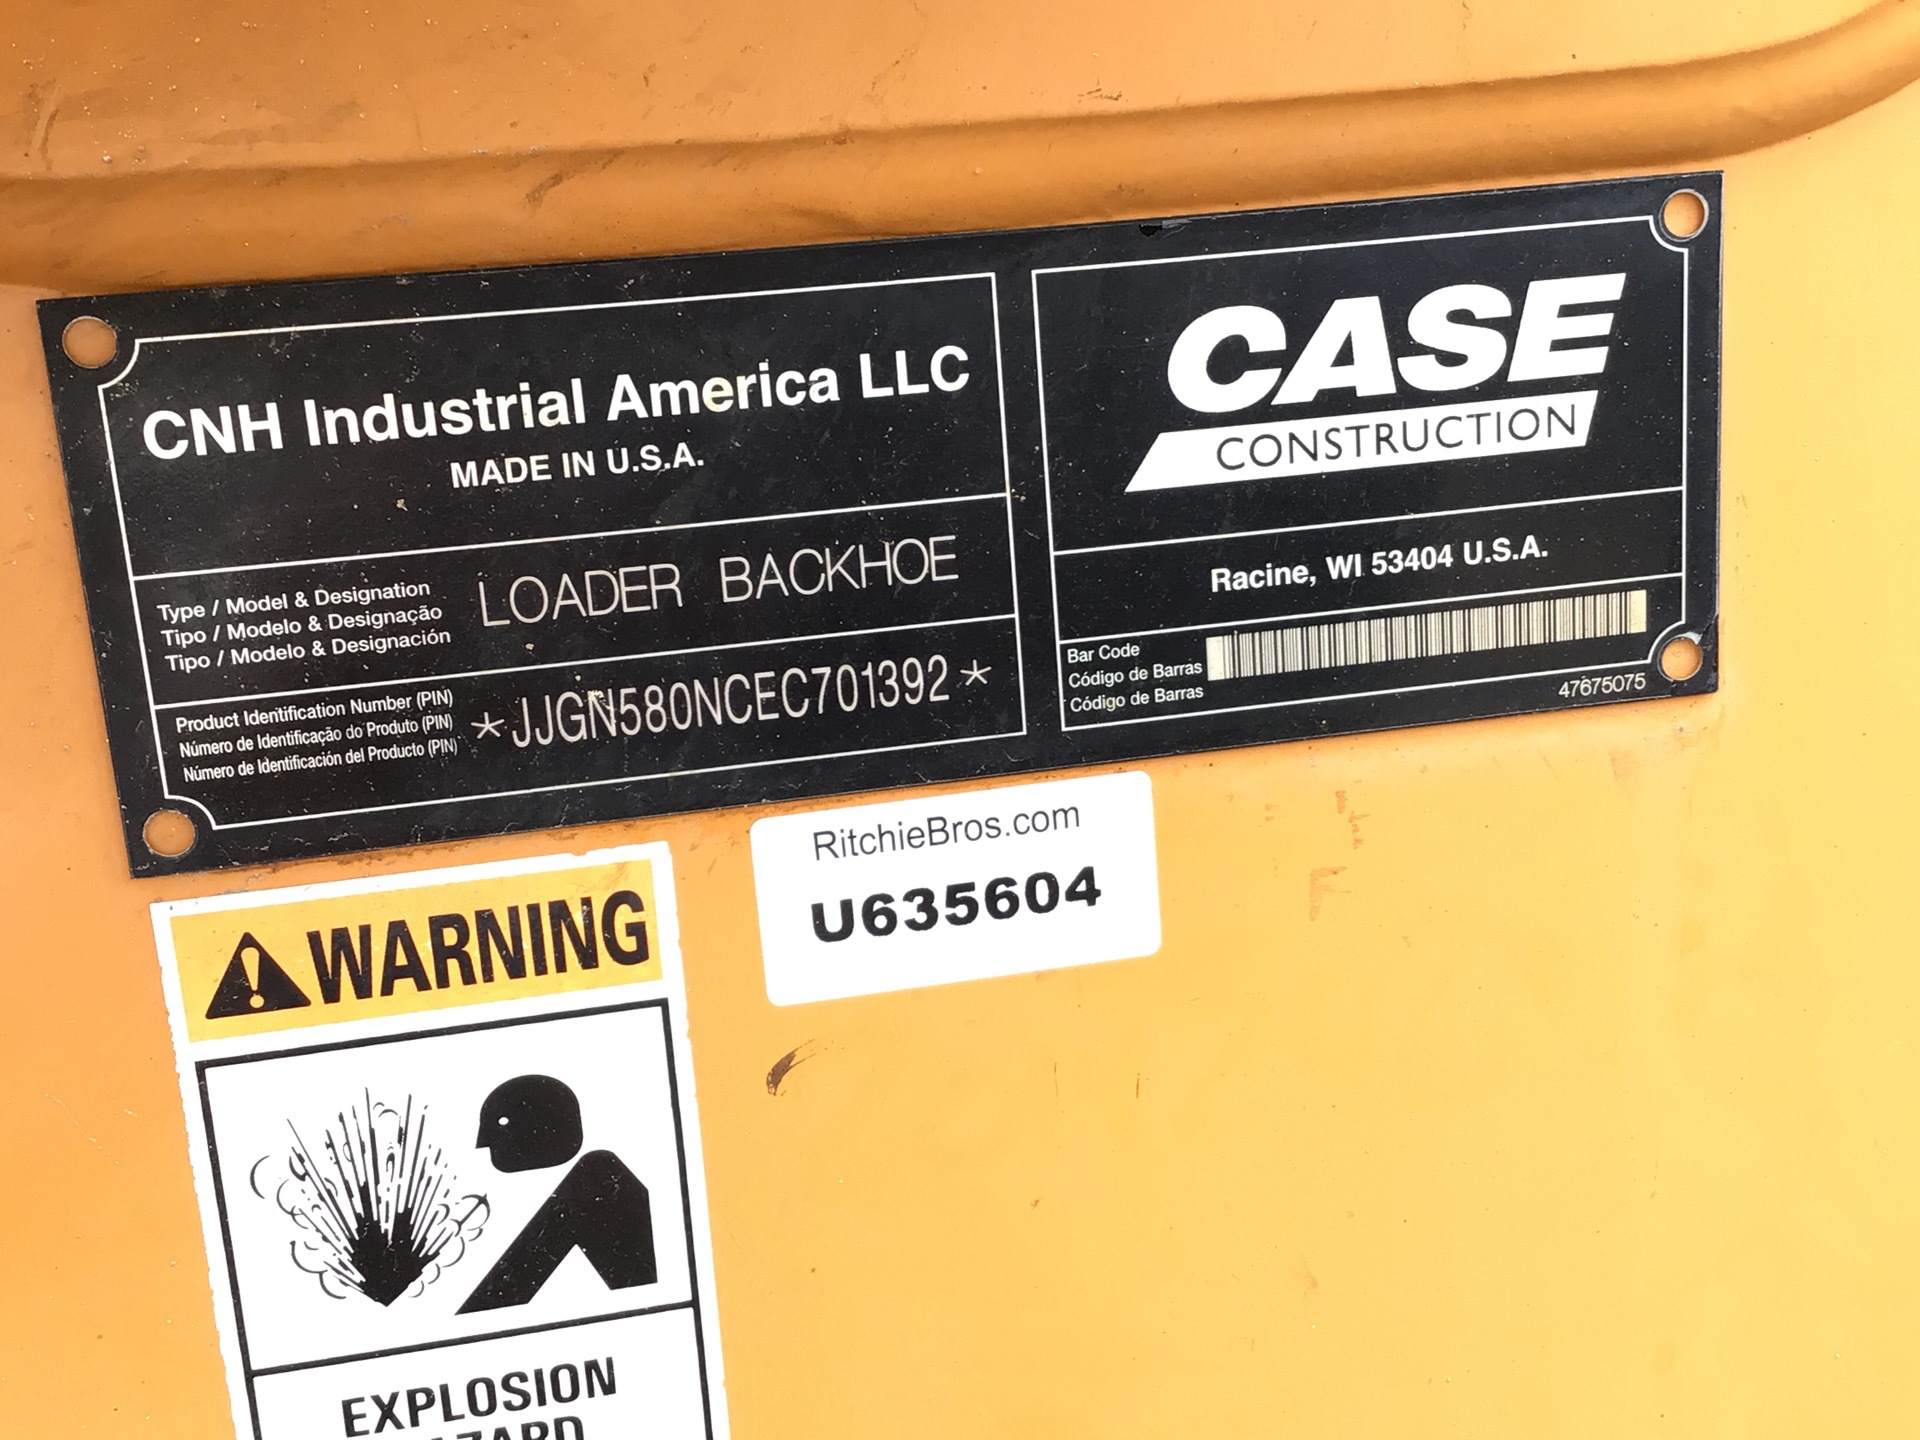 CNH Industrial America LLC
MADE IN U.S.A.
Type / Model & Designation
Tipo / Modelo & Designação
Tipo / Modelo & Designación
LOADER BACKHOE
Product Identification Number (PIN)
Número de Identificação do Produto (PIN)
Número de Identificación del Producto (PIN)
*JJGN580NCEC701392*
CASE
CONSTRUCTION
Racine, WI 53404 U.S.A.
Bar Code
Código de Barras
Código de Barras
47675075
RitchieBros.com
U635604
WARNING
EXPLOSION